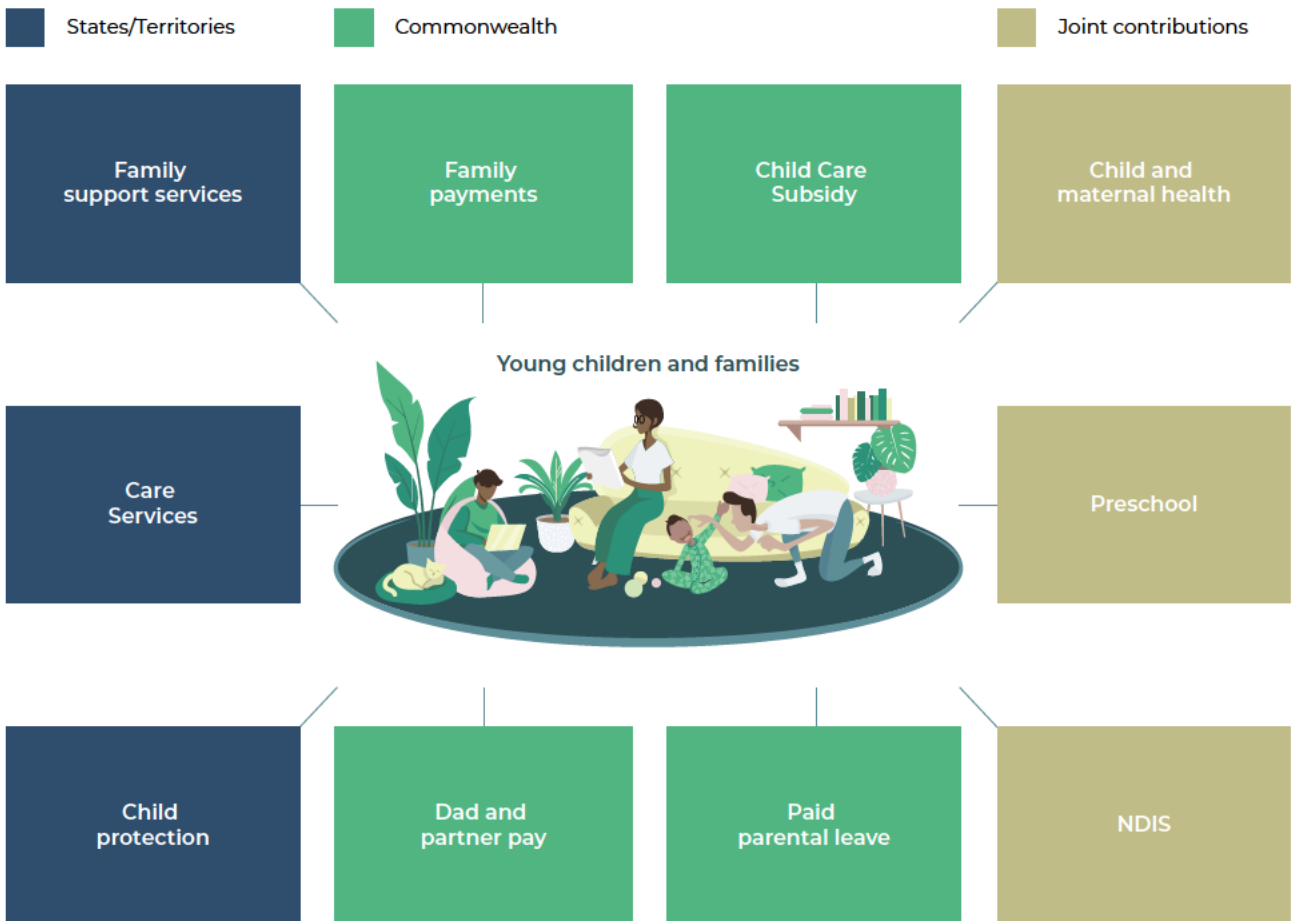 States/Territories
Commonwealth
Joint contributions
Family
support services
Family
payments
Child Care
Subsidy
Child and
maternal health
Young children and families
Care
Services
Preschool
Child
protection
Dad and
partner pay
Paid
parental leave
NDIS